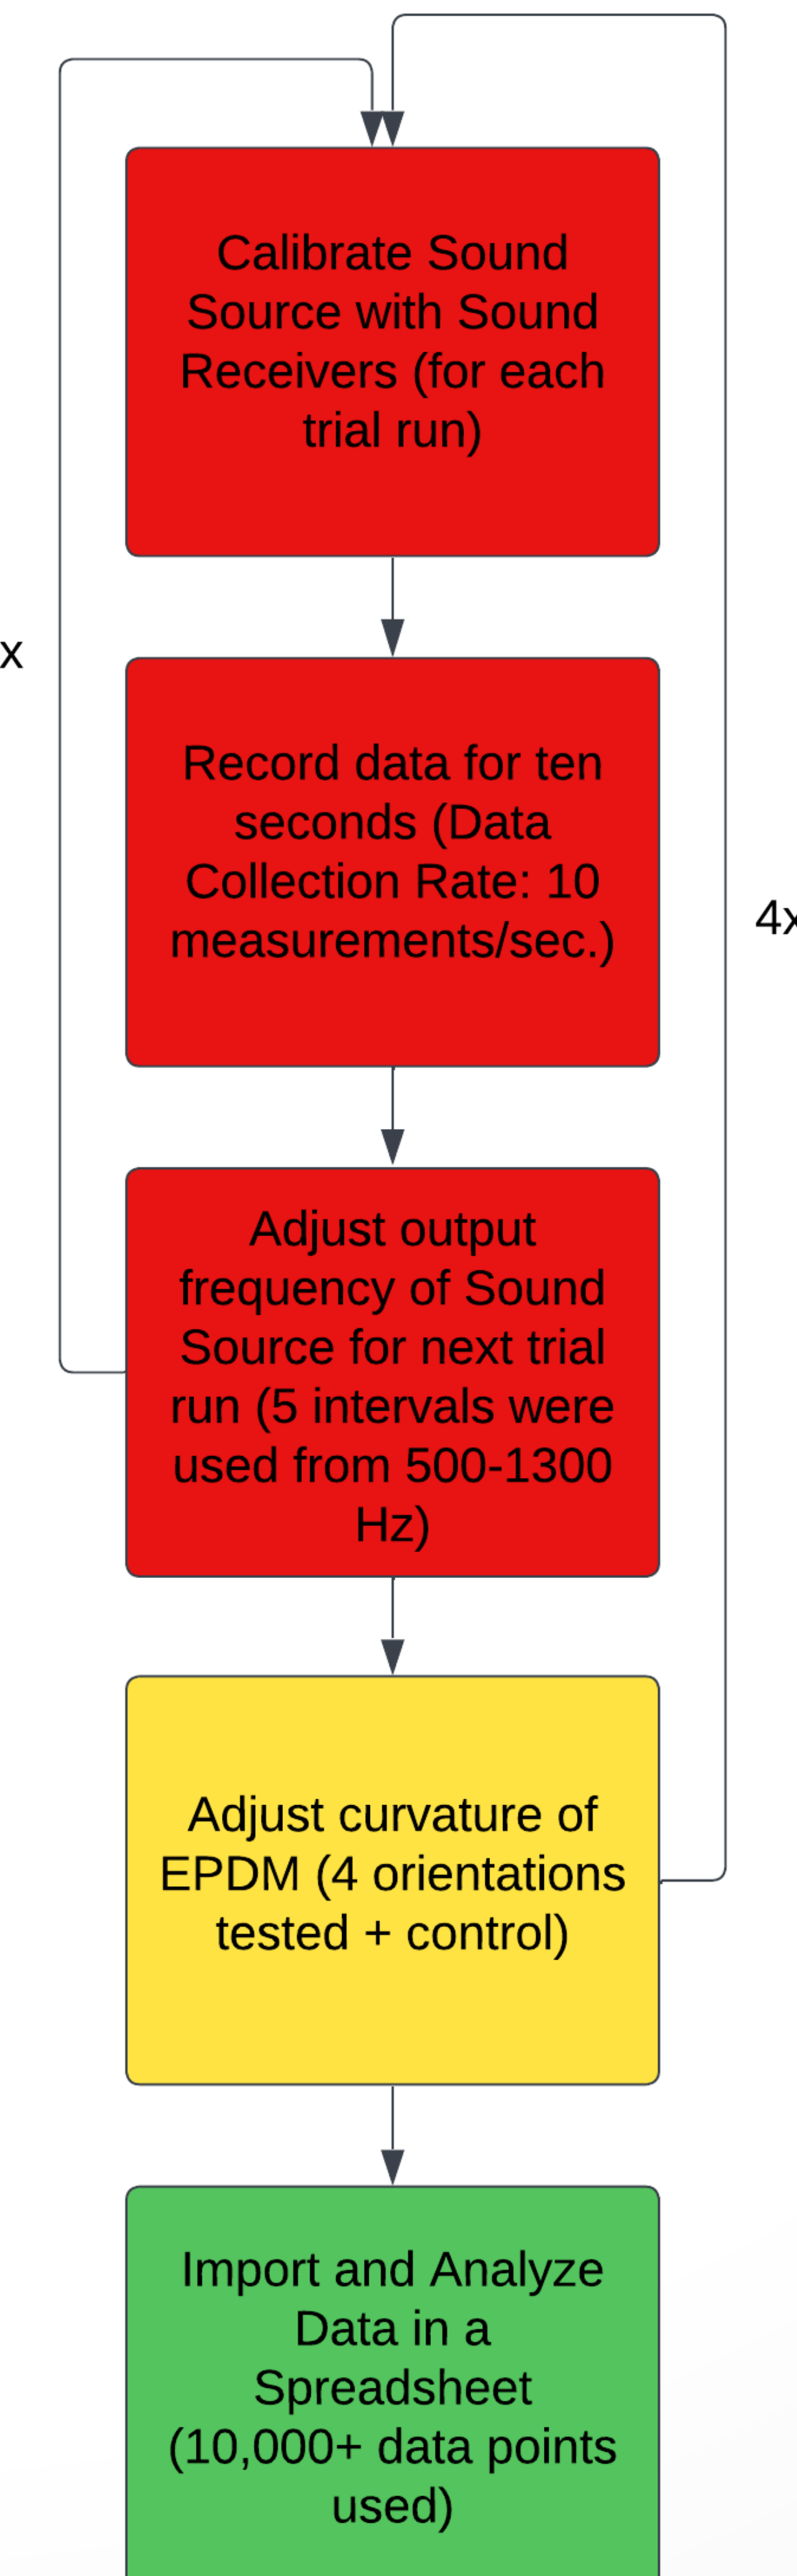 Calibrate Sound
Source with Sound
Receivers (for each
trial run)
x
Record data for ten
seconds (Data
Collection Rate: 10
measurements/sec.)
4x
Adjust output
frequency of Sound
Source for next trial
run (5 intervals were
used from 500-1300
Hz)
Adjust curvature of
EPDM (4 orientations
tested + control)
Import and Analyze
Data in a
Spreadsheet
(10,000+ data points
used)